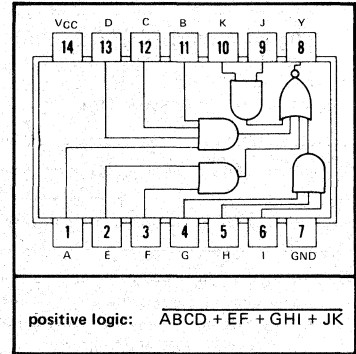 VCC D C B K J Y
14 13 12 11 10 9 8
1 2 3 4 5 6 7
A E F G H I GND
positive logic: ABCD + EF + GHI + JK